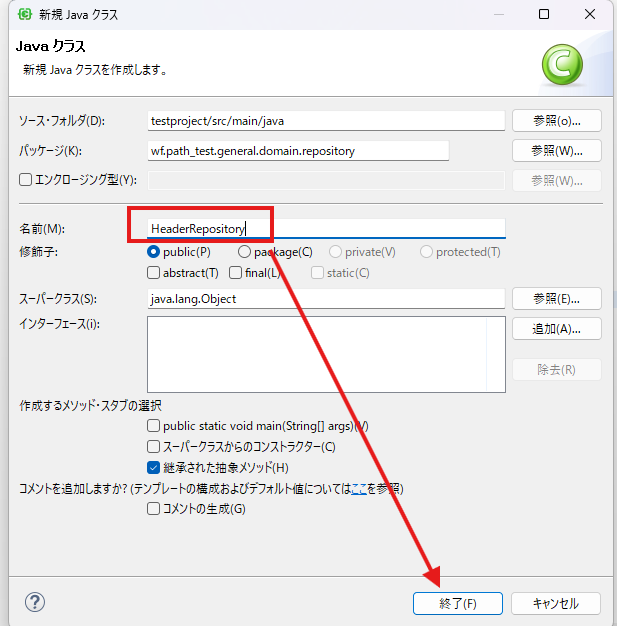 新規 Java クラス
Java クラス
新規 Java クラスを作成します。
C
ソース・フォルダ(D): testproject/src/main/java 参照(o)...
パッケージ(K): wf.path_test.general.domain.repository 参照(W)...
エンクロージング型(Y): 参照(W)...
名前(M): HeaderRepository
修飾子: public(P) package(C) private(V) protected(T)
abstract(T) final(L) static(C)
スーパークラス(S): java.lang.Object 参照(E)...
インターフェース(i): 追加(A)...
除去(R)
作成するメソッド・スタブの選択
public static void main(String[] args)(V)
スーパークラスからのコンストラクター(C)
継承された抽象メソッド(H)
コメントを追加しますか? (テンプレートの構成およびデフォルト値についてはここを参照)
コメントの生成(G)
? 終了(F) キャンセル